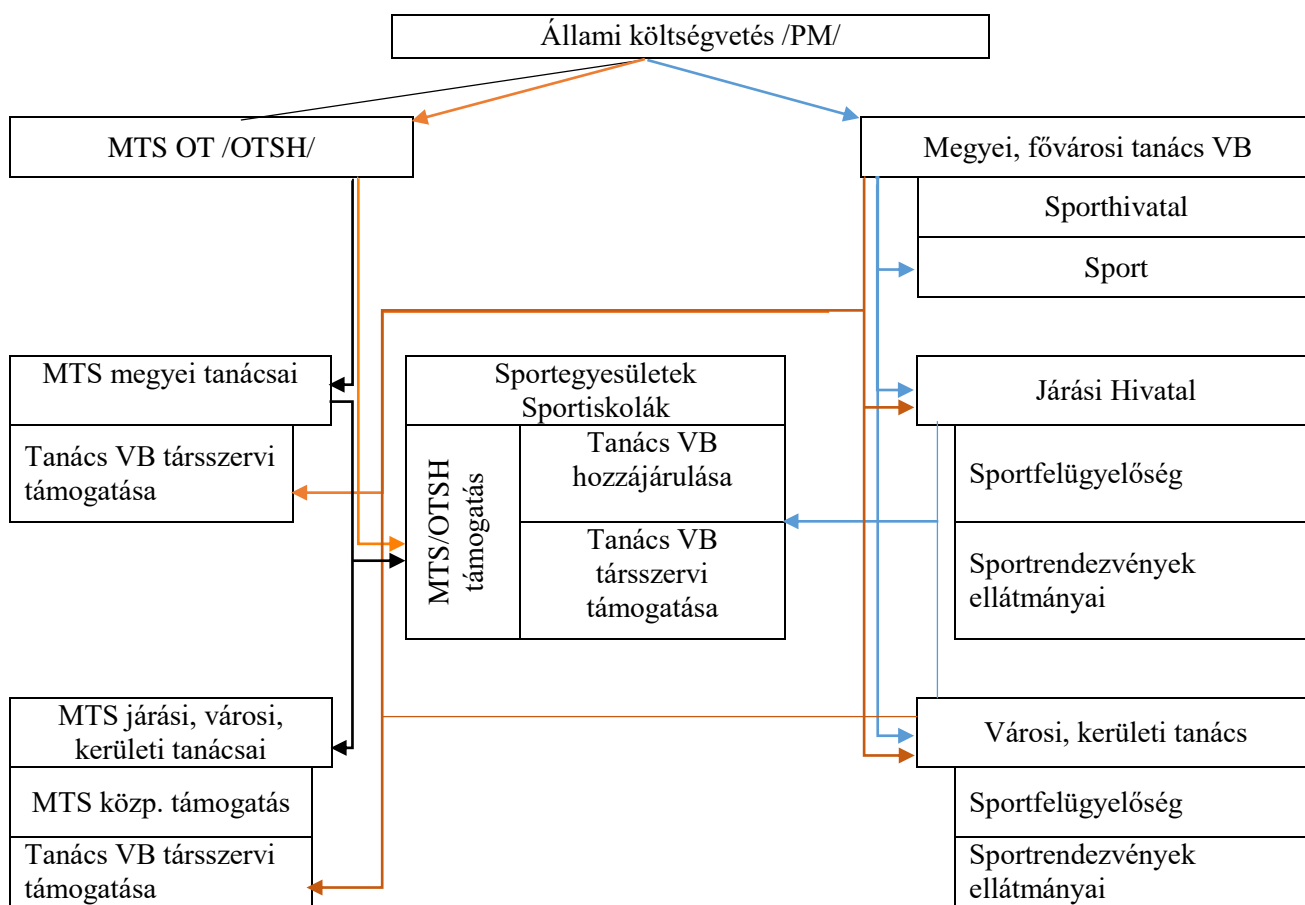 Állami költségvetés /PM/
MTS OT /OTSH/
Megyei, fővárosi tanács VB
Sporthivatal
Sport
MTS megyei tanácsai
Tanács VB társszervi
támogatása
Sportegyesületek
Sportiskolák
MTS/OTSH
támogatás
Tanács VB
hozzájárulása
Tanács VB
társszervi
támogatása
Járási Hivatal
Sportfelügyelőség
Sportrendezvények
ellátmányai
MTS járási, városi,
kerületi tanácsai
MTS közp. támogatás
Tanács VB társszervi
támogatása
Városi, kerületi tanács
Sportfelügyelőség
Sportrendezvények
ellátmányai